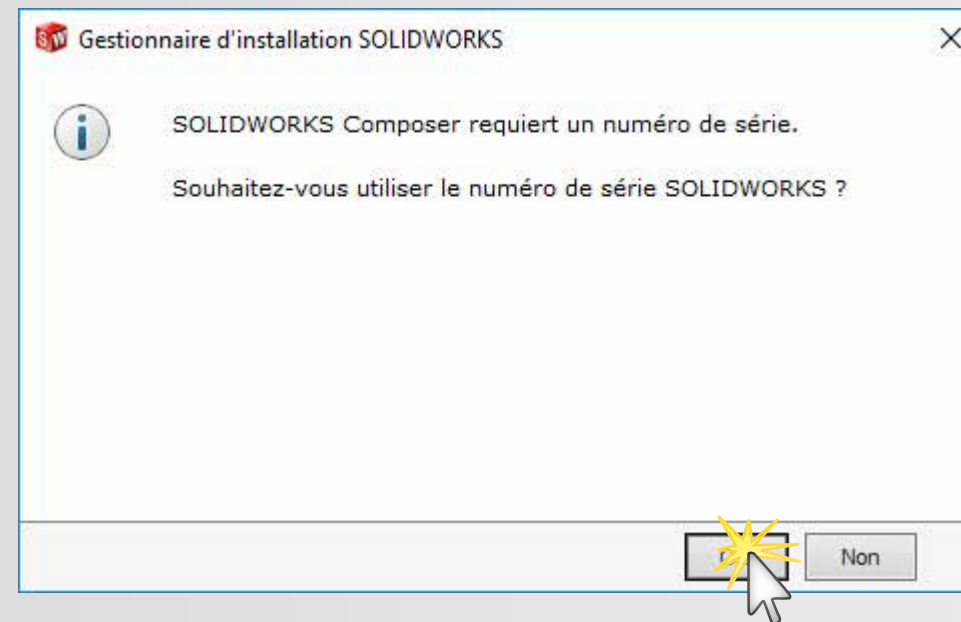 Gestionnaire d'installation SOLIDWORKS
SOLIDWORKS Composer requiert un numéro de série.
Souhaitez-vous utiliser le numéro de série SOLIDWORKS ?
Non